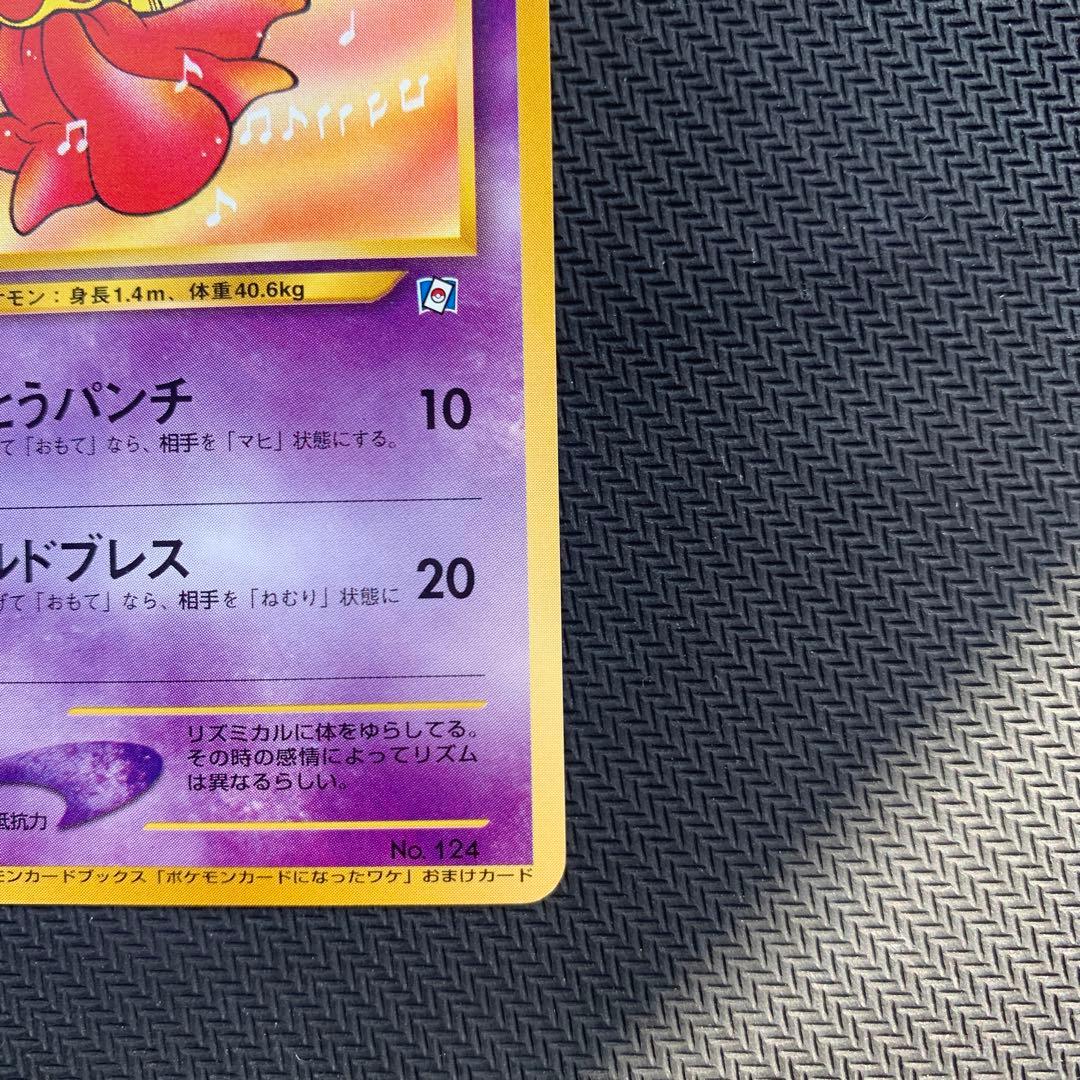 モン：身長1.4m、体重40.6kg
とうパンチ 10
て「おもて」なら、相手を「マヒ」状態にする。
ルドブレス 20
げて「おもて」なら、相手を「ねむり」状態に
リズミカルに体をゆらしてる。
その時の感情によってリズム
は異なるらしい。
抵抗力
No. 124
モンカードブックス「ポケモンカードになったワケ」おまけカード